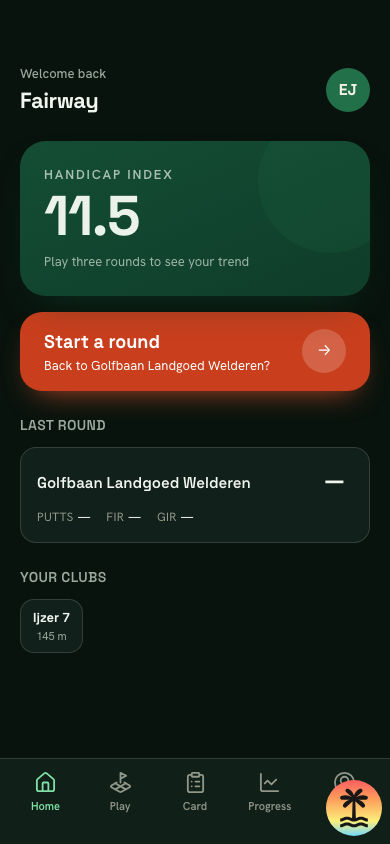 Welcome back
Fairway
EJ
HANDICAP INDEX
11.5
Play three rounds to see your trend
Start a round
Back to Golfbaan Landgoed Welderen?
LAST ROUND
Golfbaan Landgoed Welderen —
PUTTS — FIR — GIR —
YOUR CLUBS
Ijzer 7
145 m
Home Play Card Progress